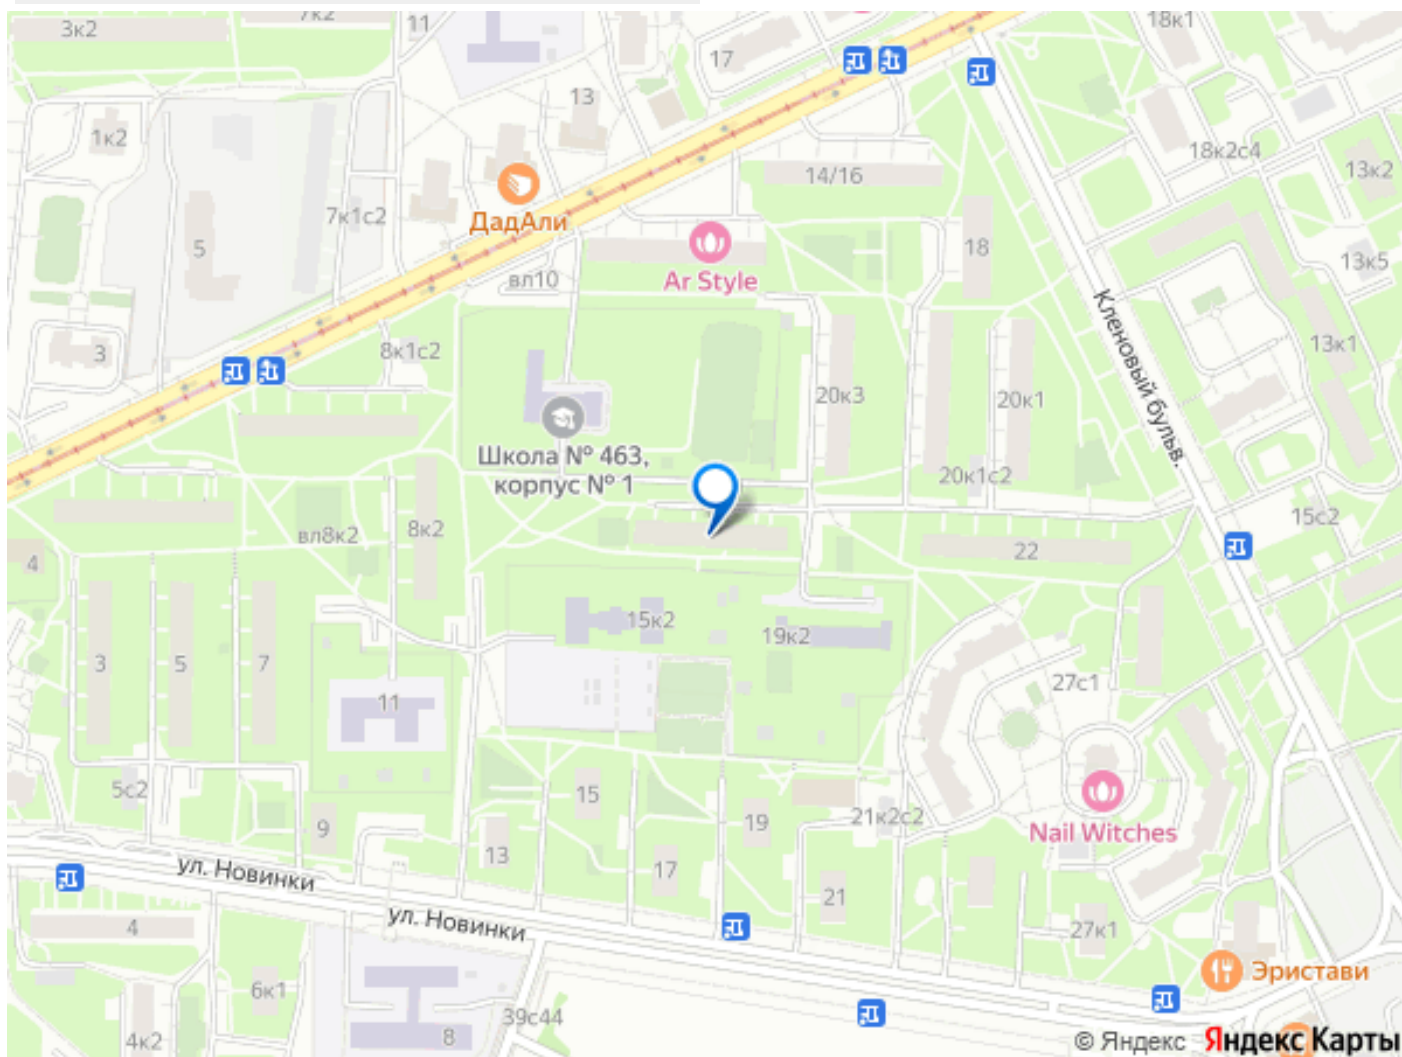 3к2
7к2
11
17
18к1
13
1к2
18к2с4
13к2
14/16
7к1с2
ДадАли
5
18
13к5
вл10
Ar Style
Кленовый бульв.
3
8к1с2
13к1
20к3
20к1
Школа № 463,
корпус № 1
20к1с2
15с2
вл8к2
8к2
22
4
15к2
19к2
3
5
7
27с1
11
5с2
15
9
19
21к2с2
Nail Witches
13
ул. Новинки
17
21
ул. Новинки
4
27к1
Эристави
6к1
39с44
8
4к2
© Яндекс Яндекс Карты